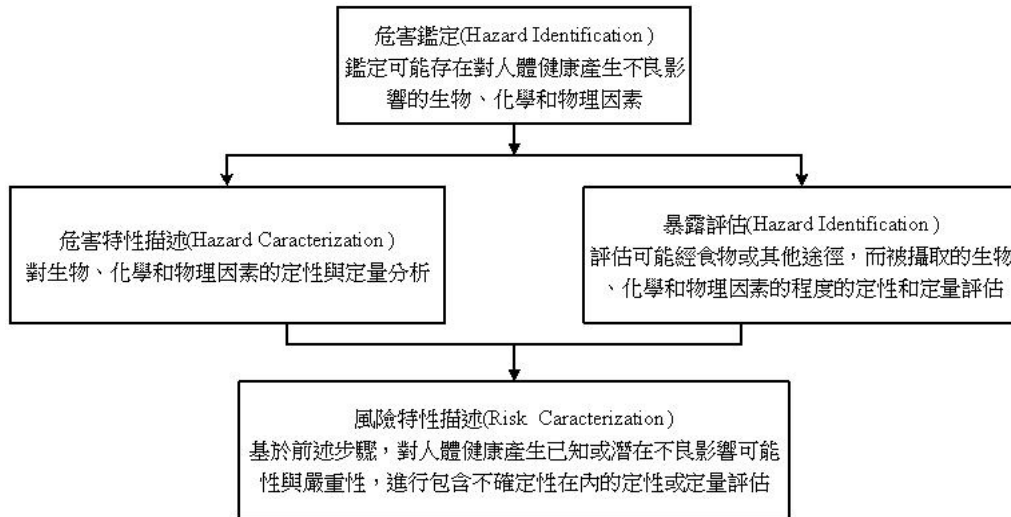 危害鑑定(Hazard Identification)
鑑定可能存在對人體健康產生不良影
響的生物、化學和物理因素
危害特性描述(Hazard Caracterization)
對生物、化學和物理因素的定性與定量分析
暴露評估(Hazard Identification)
評估可能經食物或其他途徑，而被攝取的生物
、化學和物理因素的程度的定性和定量評估
風險特性描述(Risk Caracterization)
基於前述步驟，對人體健康產生已知或潛在不良影響可能
性與嚴重性，進行包含不確定性在內的定性或定量評估